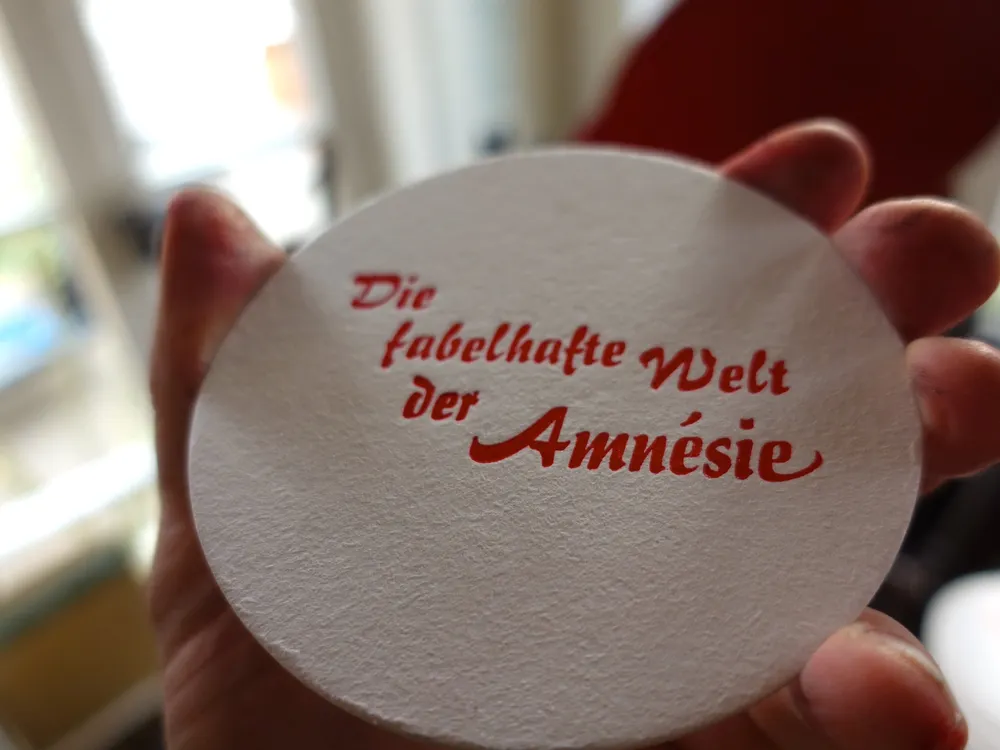 Die
fabelhafte Welt
der
Amnésie